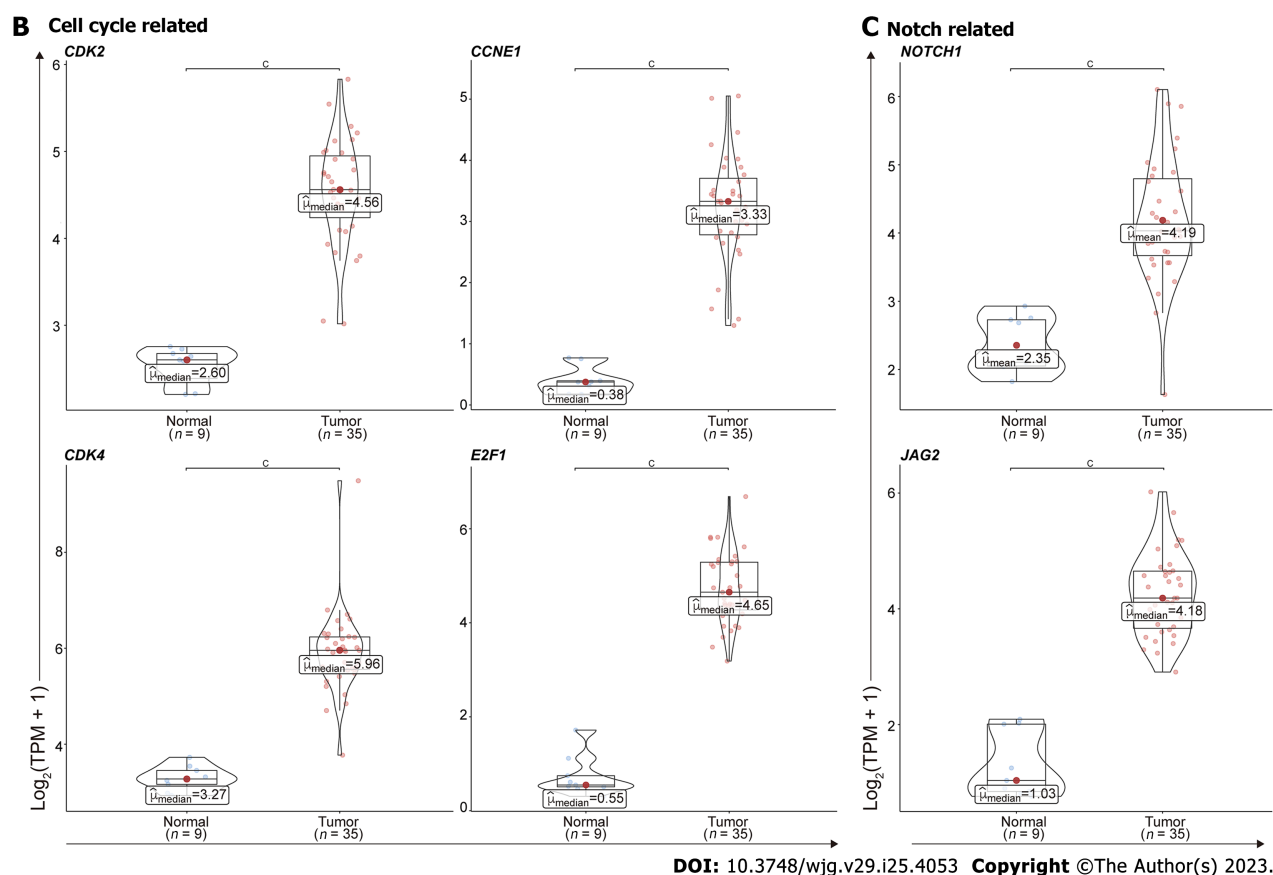 B Cell cycle related
C Notch related
CDK2
CCNE1
NOTCH1
6
5
4
3
c
μ̂median=2.60
μ̂median=4.56
Normal
(n = 9)
Tumor
(n = 35)
5
4
3
2
1
0
c
μ̂median=0.38
μ̂median=3.33
Normal
(n = 9)
Tumor
(n = 35)
6
5
4
3
2
c
μ̂mean=2.35
μ̂mean=4.19
Normal
(n = 9)
Tumor
(n = 35)
CDK4
E2F1
JAG2
Log2(TPM + 1)
8
6
4
c
μ̂median=3.27
μ̂median=5.96
Normal
(n = 9)
Tumor
(n = 35)
6
4
2
0
c
μ̂median=0.55
μ̂median=4.65
Normal
(n = 9)
Tumor
(n = 35)
Log2(TPM + 1)
6
4
2
c
μ̂median=1.03
μ̂median=4.18
Normal
(n = 9)
Tumor
(n = 35)
DOI: 10.3748/wjg.v29.i25.4053 Copyright ©The Author(s) 2023.